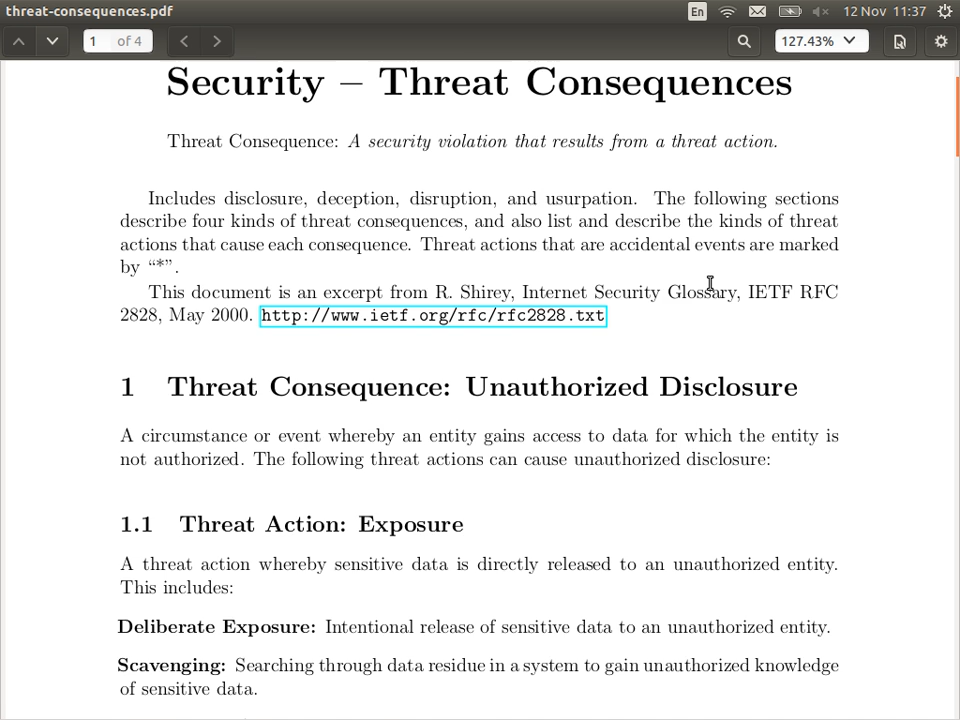 threat-consequences.pdf
En
12 Nov 11:37
1 of 4
127.43%
Security – Threat Consequences
Threat Consequence: A security violation that results from a threat action.
Includes disclosure, deception, disruption, and usurpation. The following sections
describe four kinds of threat consequences, and also list and describe the kinds of threat
actions that cause each consequence. Threat actions that are accidental events are marked
by “*”.
This document is an excerpt from R. Shirey, Internet Security Glossary, IETF RFC
2828, May 2000. http://www.ietf.org/rfc/rfc2828.txt
1 Threat Consequence: Unauthorized Disclosure
A circumstance or event whereby an entity gains access to data for which the entity is
not authorized. The following threat actions can cause unauthorized disclosure:
1.1 Threat Action: Exposure
A threat action whereby sensitive data is directly released to an unauthorized entity.
This includes:
Deliberate Exposure: Intentional release of sensitive data to an unauthorized entity.
Scavenging: Searching through data residue in a system to gain unauthorized knowledge
of sensitive data.